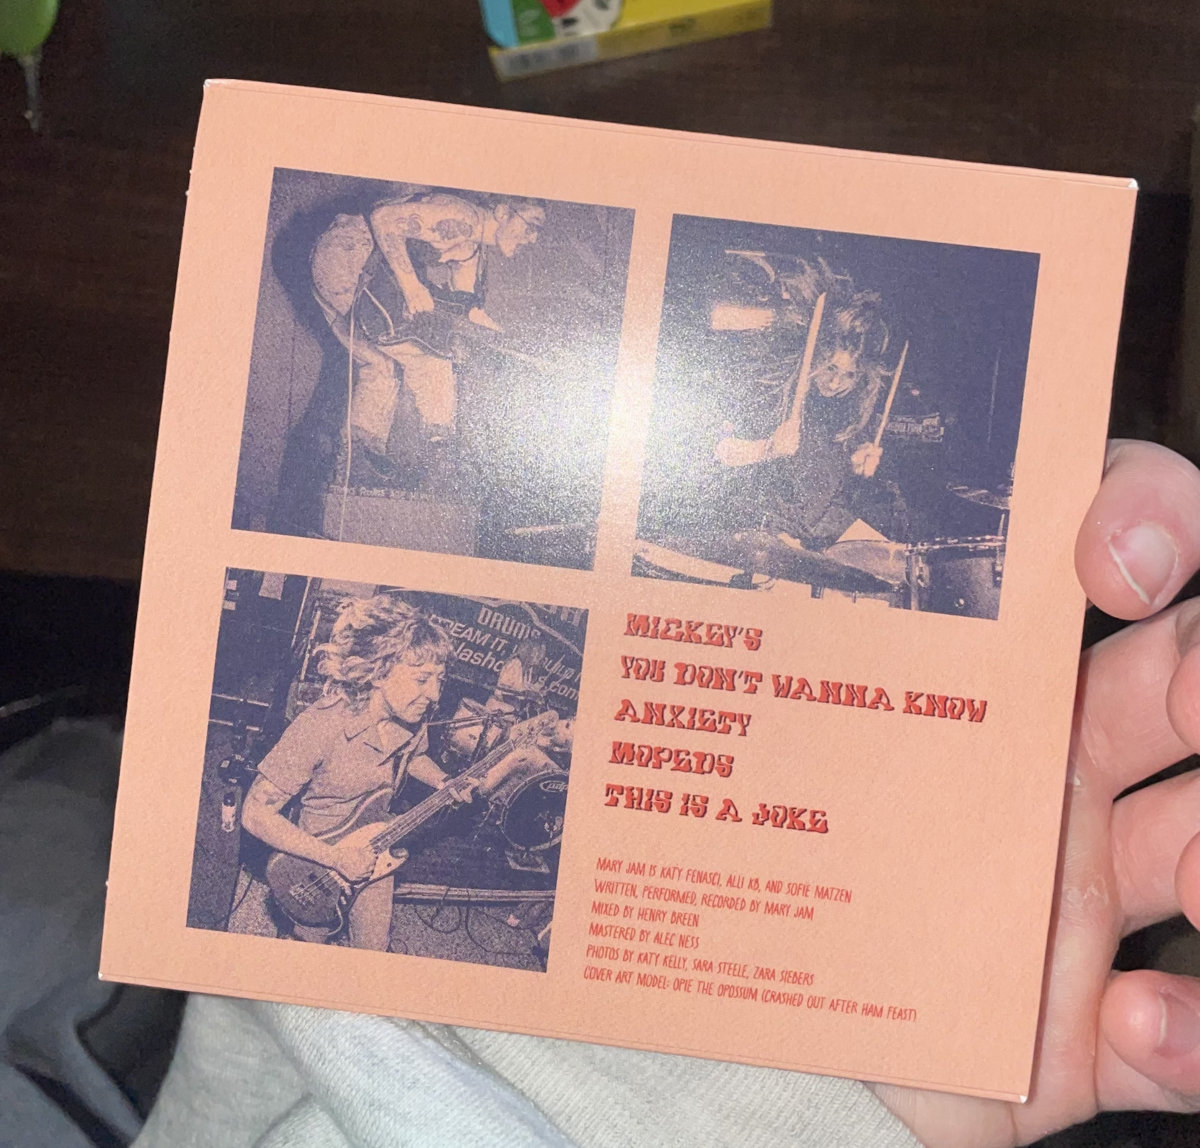 DRUMS
MICKEY'S
YOU DON'T WANNA KNOW
ANXIETY
MOPEDS
THIS IS A JOKE
MARY JAM IS KATY FENASCI, ALLI KB, AND SOFIE MATZEN
WRITTEN, PERFORMED, RECORDED BY MARY JAM
MIXED BY HENRY BREEN
MASTERED BY ALEC NESS
PHOTOS BY KATY KELLY, SARA STEELE, ZARA SIEBERS
COVER ART MODEL: OPIE THE OPOSSUM (CRASHED OUT AFTER HAM FEAST)